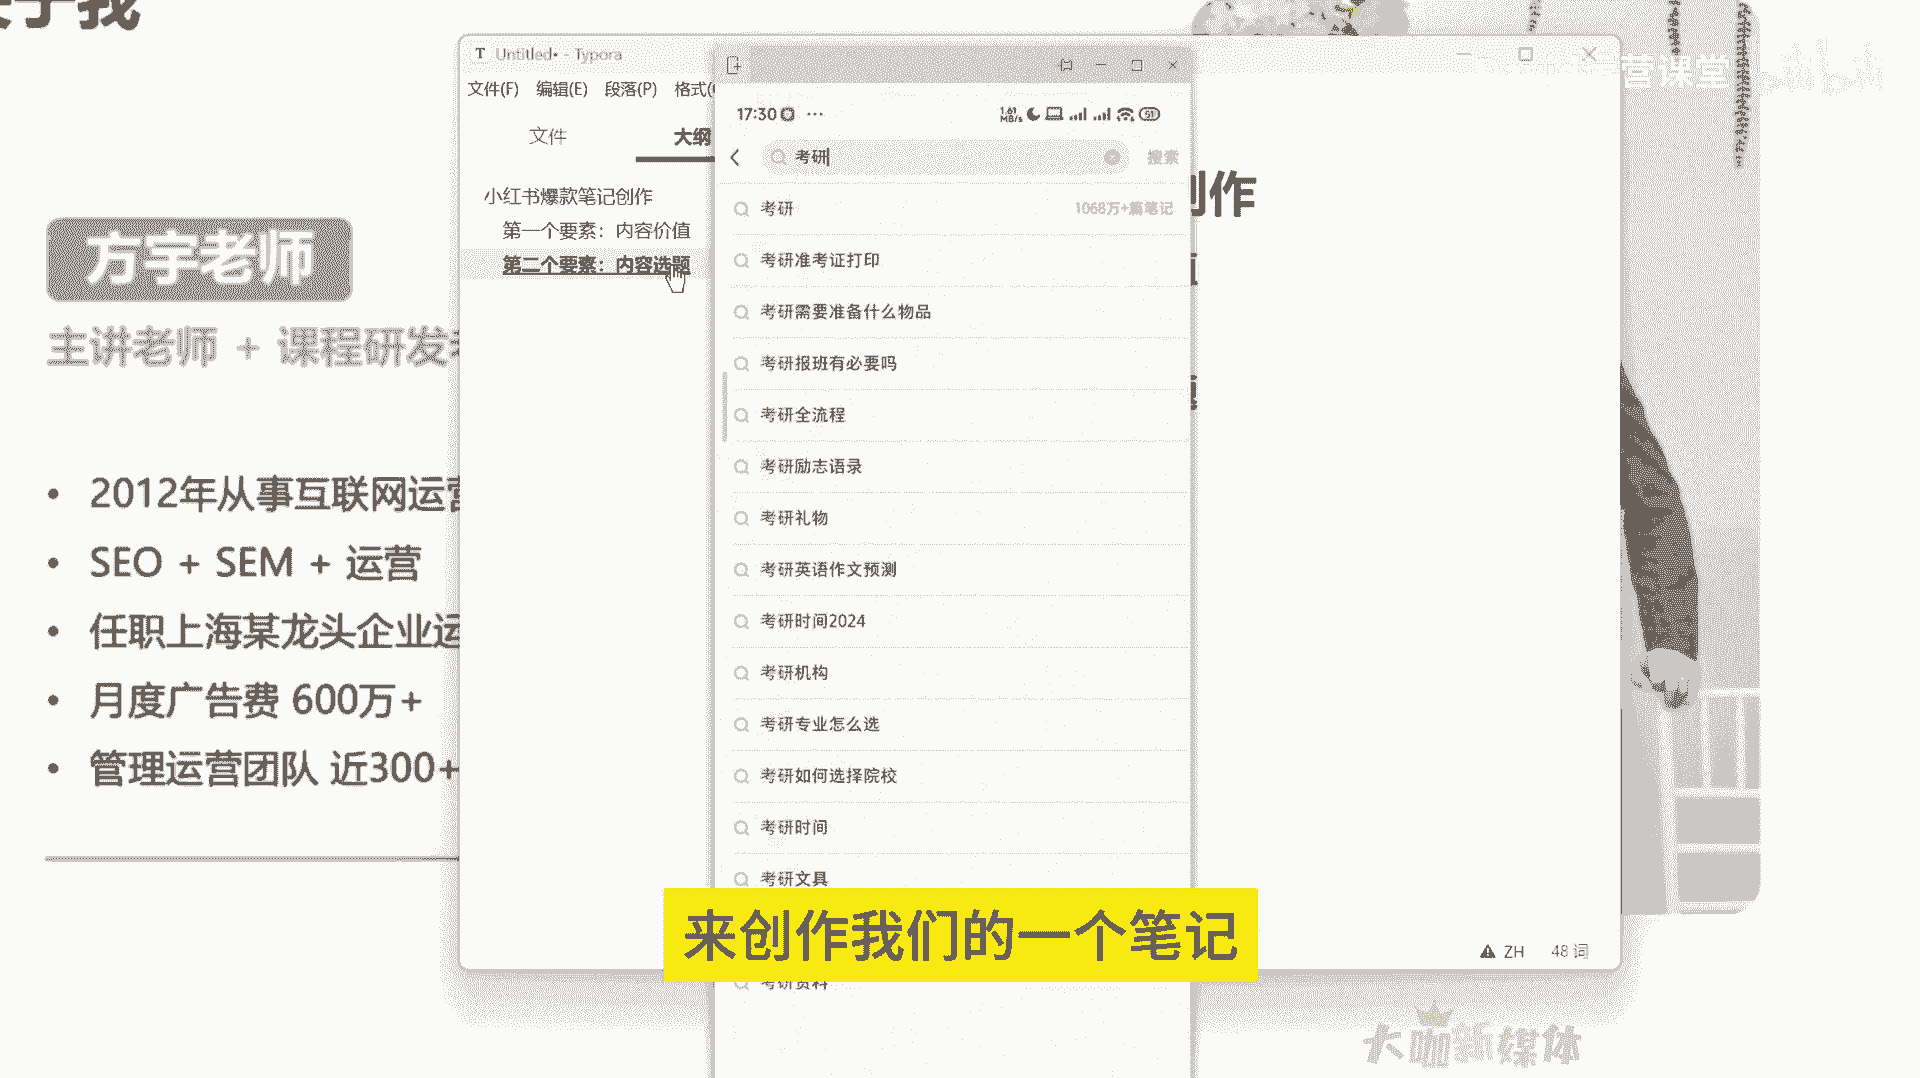 关于我
方宇老师
主讲老师 + 课程研发
• 2012年从事互联网运营
• SEO + SEM + 运营
• 任职上海某龙头企业运
• 月度广告费 600万+
• 管理运营团队 近300+
T Untitled• - Typora
文件(F) 编辑(E) 段落(P) 格式(
文件 大纲
小红书爆款笔记创作
第一个要素：内容价值
第二个要素：内容选题
17:30 ···
1.61 MB/s
51
考研
搜索
考研 1068万+篇笔记
考研准考证打印
考研需要准备什么物品
考研报班有必要吗
考研全流程
考研励志语录
考研礼物
考研英语作文预测
考研时间2024
考研机构
考研专业怎么选
考研如何选择院校
考研时间
考研文具
来创作我们的一个笔记
考研资料
创作
值
题
营课堂
bilibili
ZH 48 词
大咖新媒体